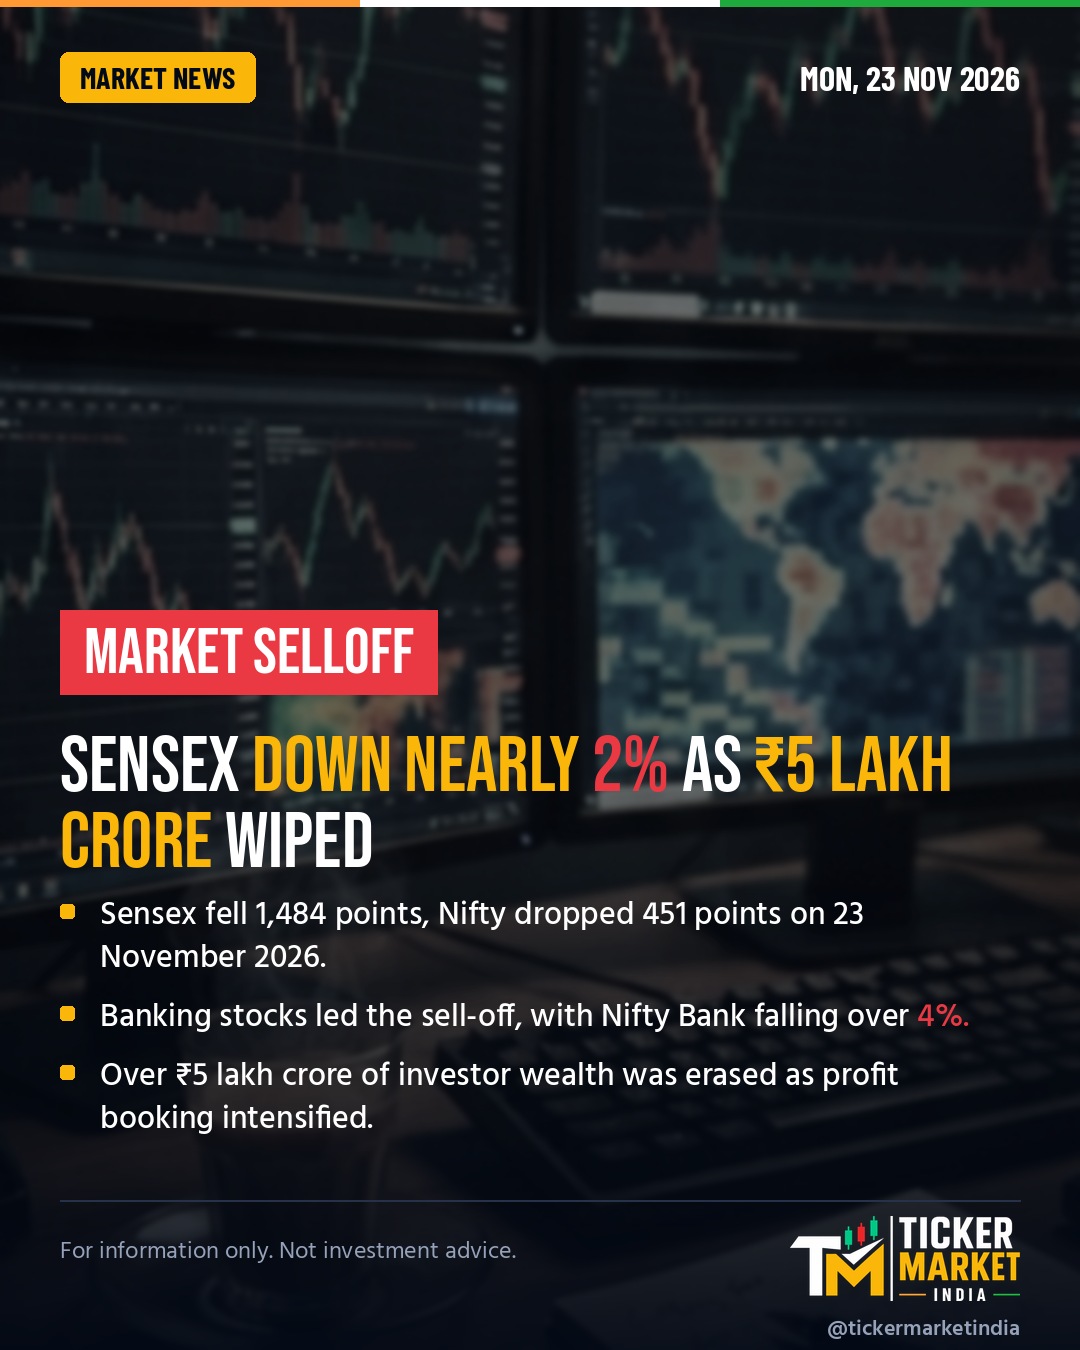 MARKET NEWS
MON, 23 NOV 2026
MARKET SELLOFF
SENSEX DOWN NEARLY 2% AS ₹5 LAKH
CRORE WIPED
Sensex fell 1,484 points, Nifty dropped 451 points on 23
November 2026.
Banking stocks led the sell-off, with Nifty Bank falling over 4%.
Over ₹5 lakh crore of investor wealth was erased as profit
booking intensified.
For information only. Not investment advice.
TM
TICKER
MARKET
INDIA
@tickermarketindia